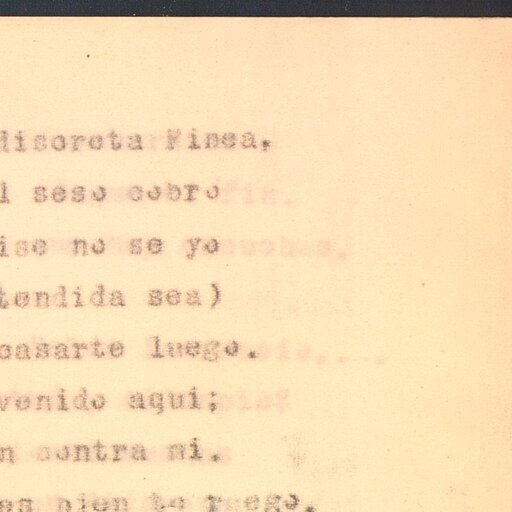 discreta Finea,
l seso cobro
ise no se yo
tendida sea)
casarte luego.
venido aqui;
n contra mi.
as bien te ruego.